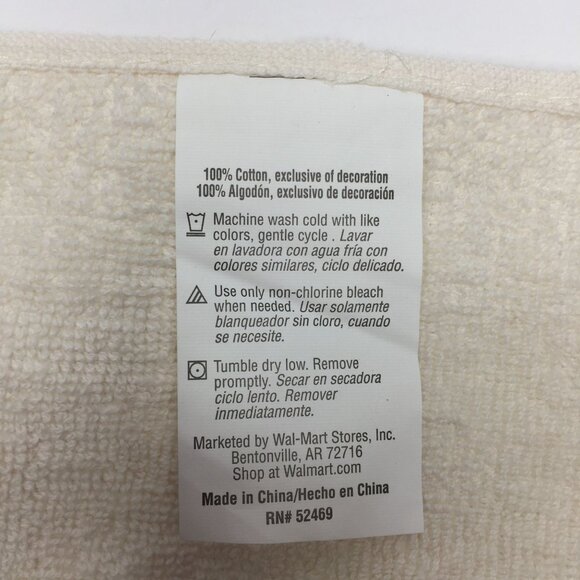 100% Cotton, exclusive of decoration
100% Algodón, exclusivo de decoración
Machine wash cold with like
colors, gentle cycle . Lavar
en lavadora con agua fría con
colores similares, ciclo delicado.
Use only non-chlorine bleach
when needed. Usar solamente
blanqueador sin cloro, cuando
se necesite.
Tumble dry low. Remove
promptly. Secar en secadora
ciclo lento. Remover
inmediatamente.
Marketed by Wal-Mart Stores, Inc.
Bentonville, AR 72716
Shop at Walmart.com
Made in China/Hecho en China
RN# 52469